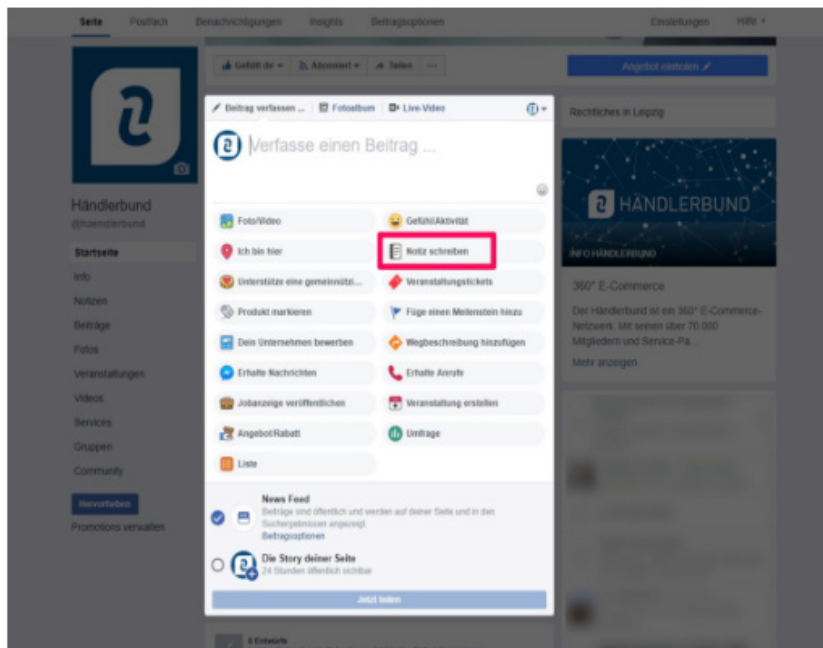 Seite Postfach Benachrichtigungen Insights Beitragsoptionen Einstellungen Hilfe
Gefällt dir Abonniert Teilen ...
Angebot einholen
Händlerbund
@haendlerbund
Startseite
Info
Notizen
Beiträge
Fotos
Veranstaltungen
Videos
Services
Gruppen
Community
Hervorheben
Promotions verwalten
Beitrag verfassen ... Fotoalbum Live-Video
Verfasse einen Beitrag ...
Foto/Video Gefühl/Aktivität
Ich bin hier Notiz schreiben
Unterstütze eine gemeinnützi... Veranstaltungstickets
Produkt markieren Füge einen Meilenstein hinzu
Dein Unternehmen bewerben Wegbeschreibung hinzufügen
Erhalte Nachrichten Erhalte Anrufe
Jobanzeige veröffentlichen Veranstaltung erstellen
Angebot/Rabatt Umfrage
Liste
News Feed
Beiträge sind öffentlich und werden auf deiner Seite und in den
Suchergebnissen angezeigt.
Beitragsoptionen
Die Story deiner Seite
24 Stunden öffentlich sichtbar
Jetzt teilen
6 Entwürfe
Rechtliches in Leipzig
HÄNDLERBUND
INFO HÄNDLERBUND
360° E-Commerce
Der Händlerbund ist ein 360° E-Commerce-
Netzwerk. Mit seinen über 70 000
Mitgliedern und Service-Pa...
Mehr anzeigen